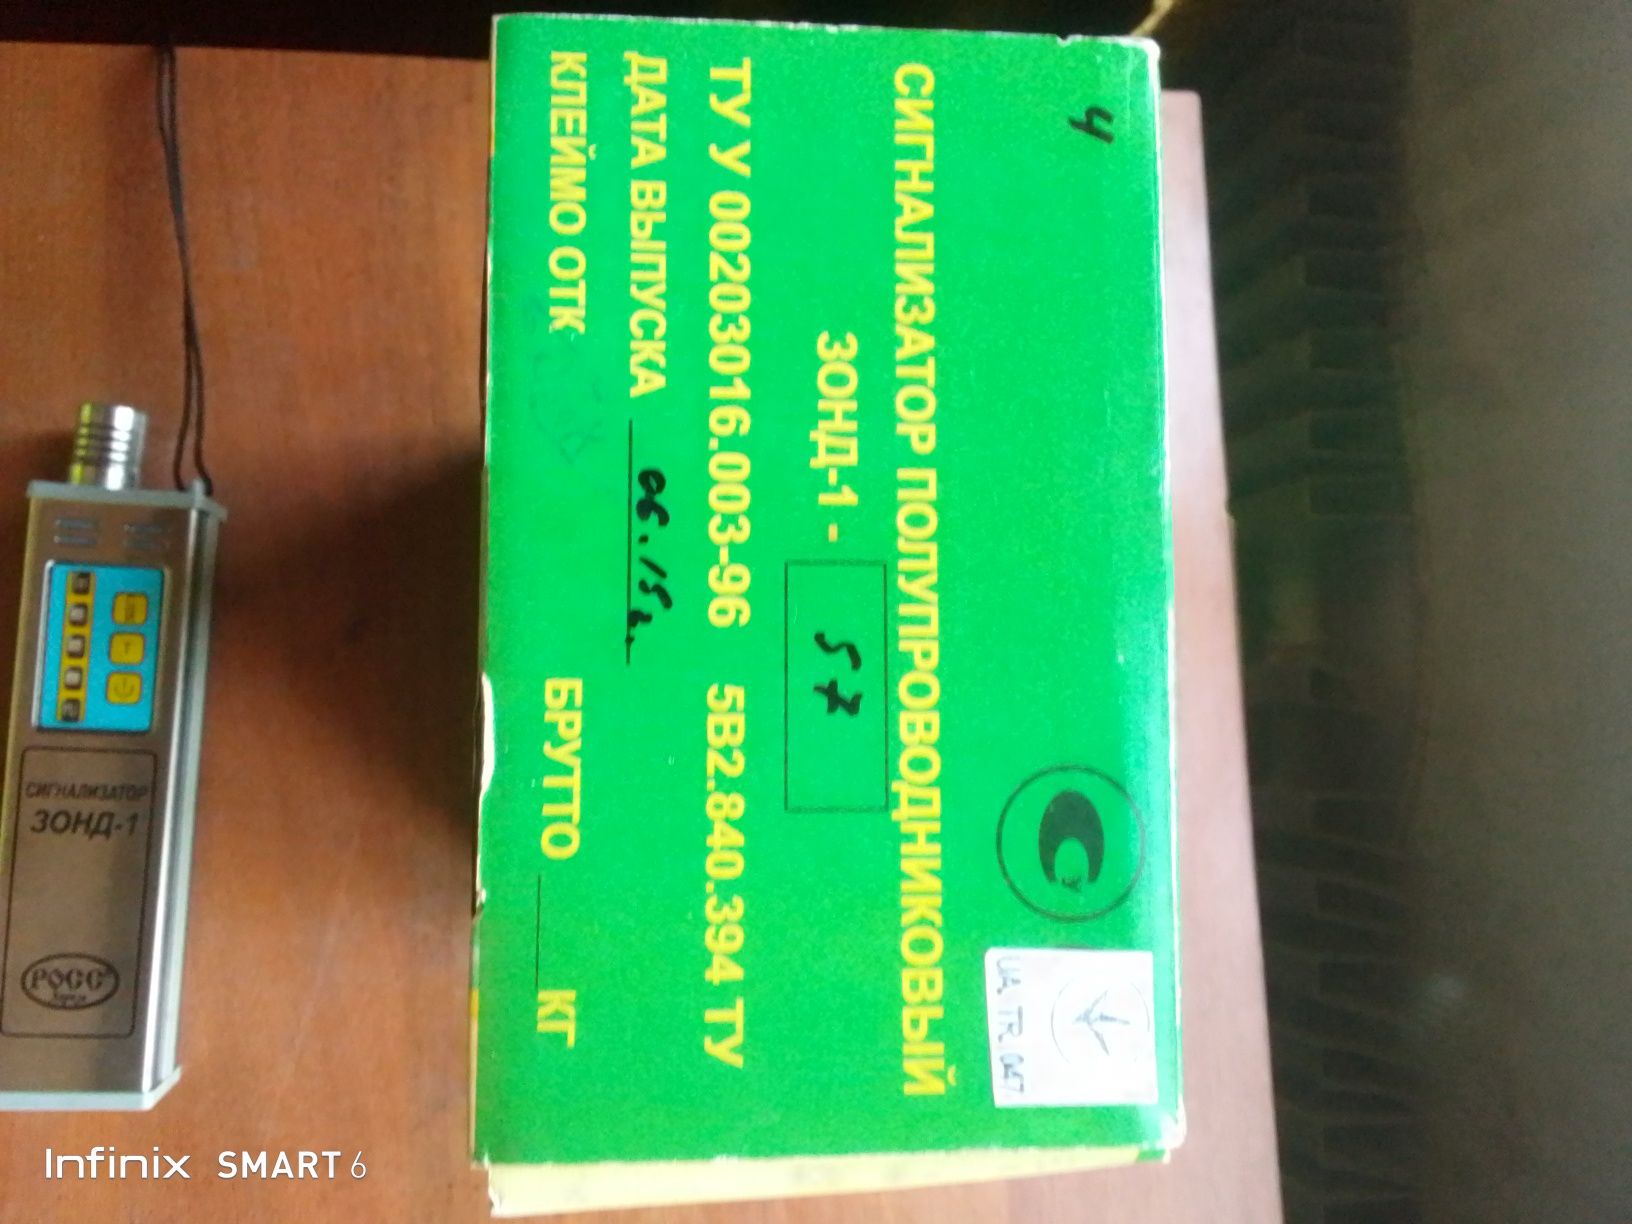 4
СИГНАЛИЗАТОР ПОЛУПРОВОДНИКОВЫЙ
ЗОНД-1 - 57
ТУ У 00203016.003-96 5В2.840.394 ТУ
ДАТА ВЫПУСКА 06.15г.
КЛЕЙМО ОТК БРУТТО КГ
UA TR 047
СИГНАЛИЗАТОР
ЗОНД-1
РОСС
Infinix SMART 6